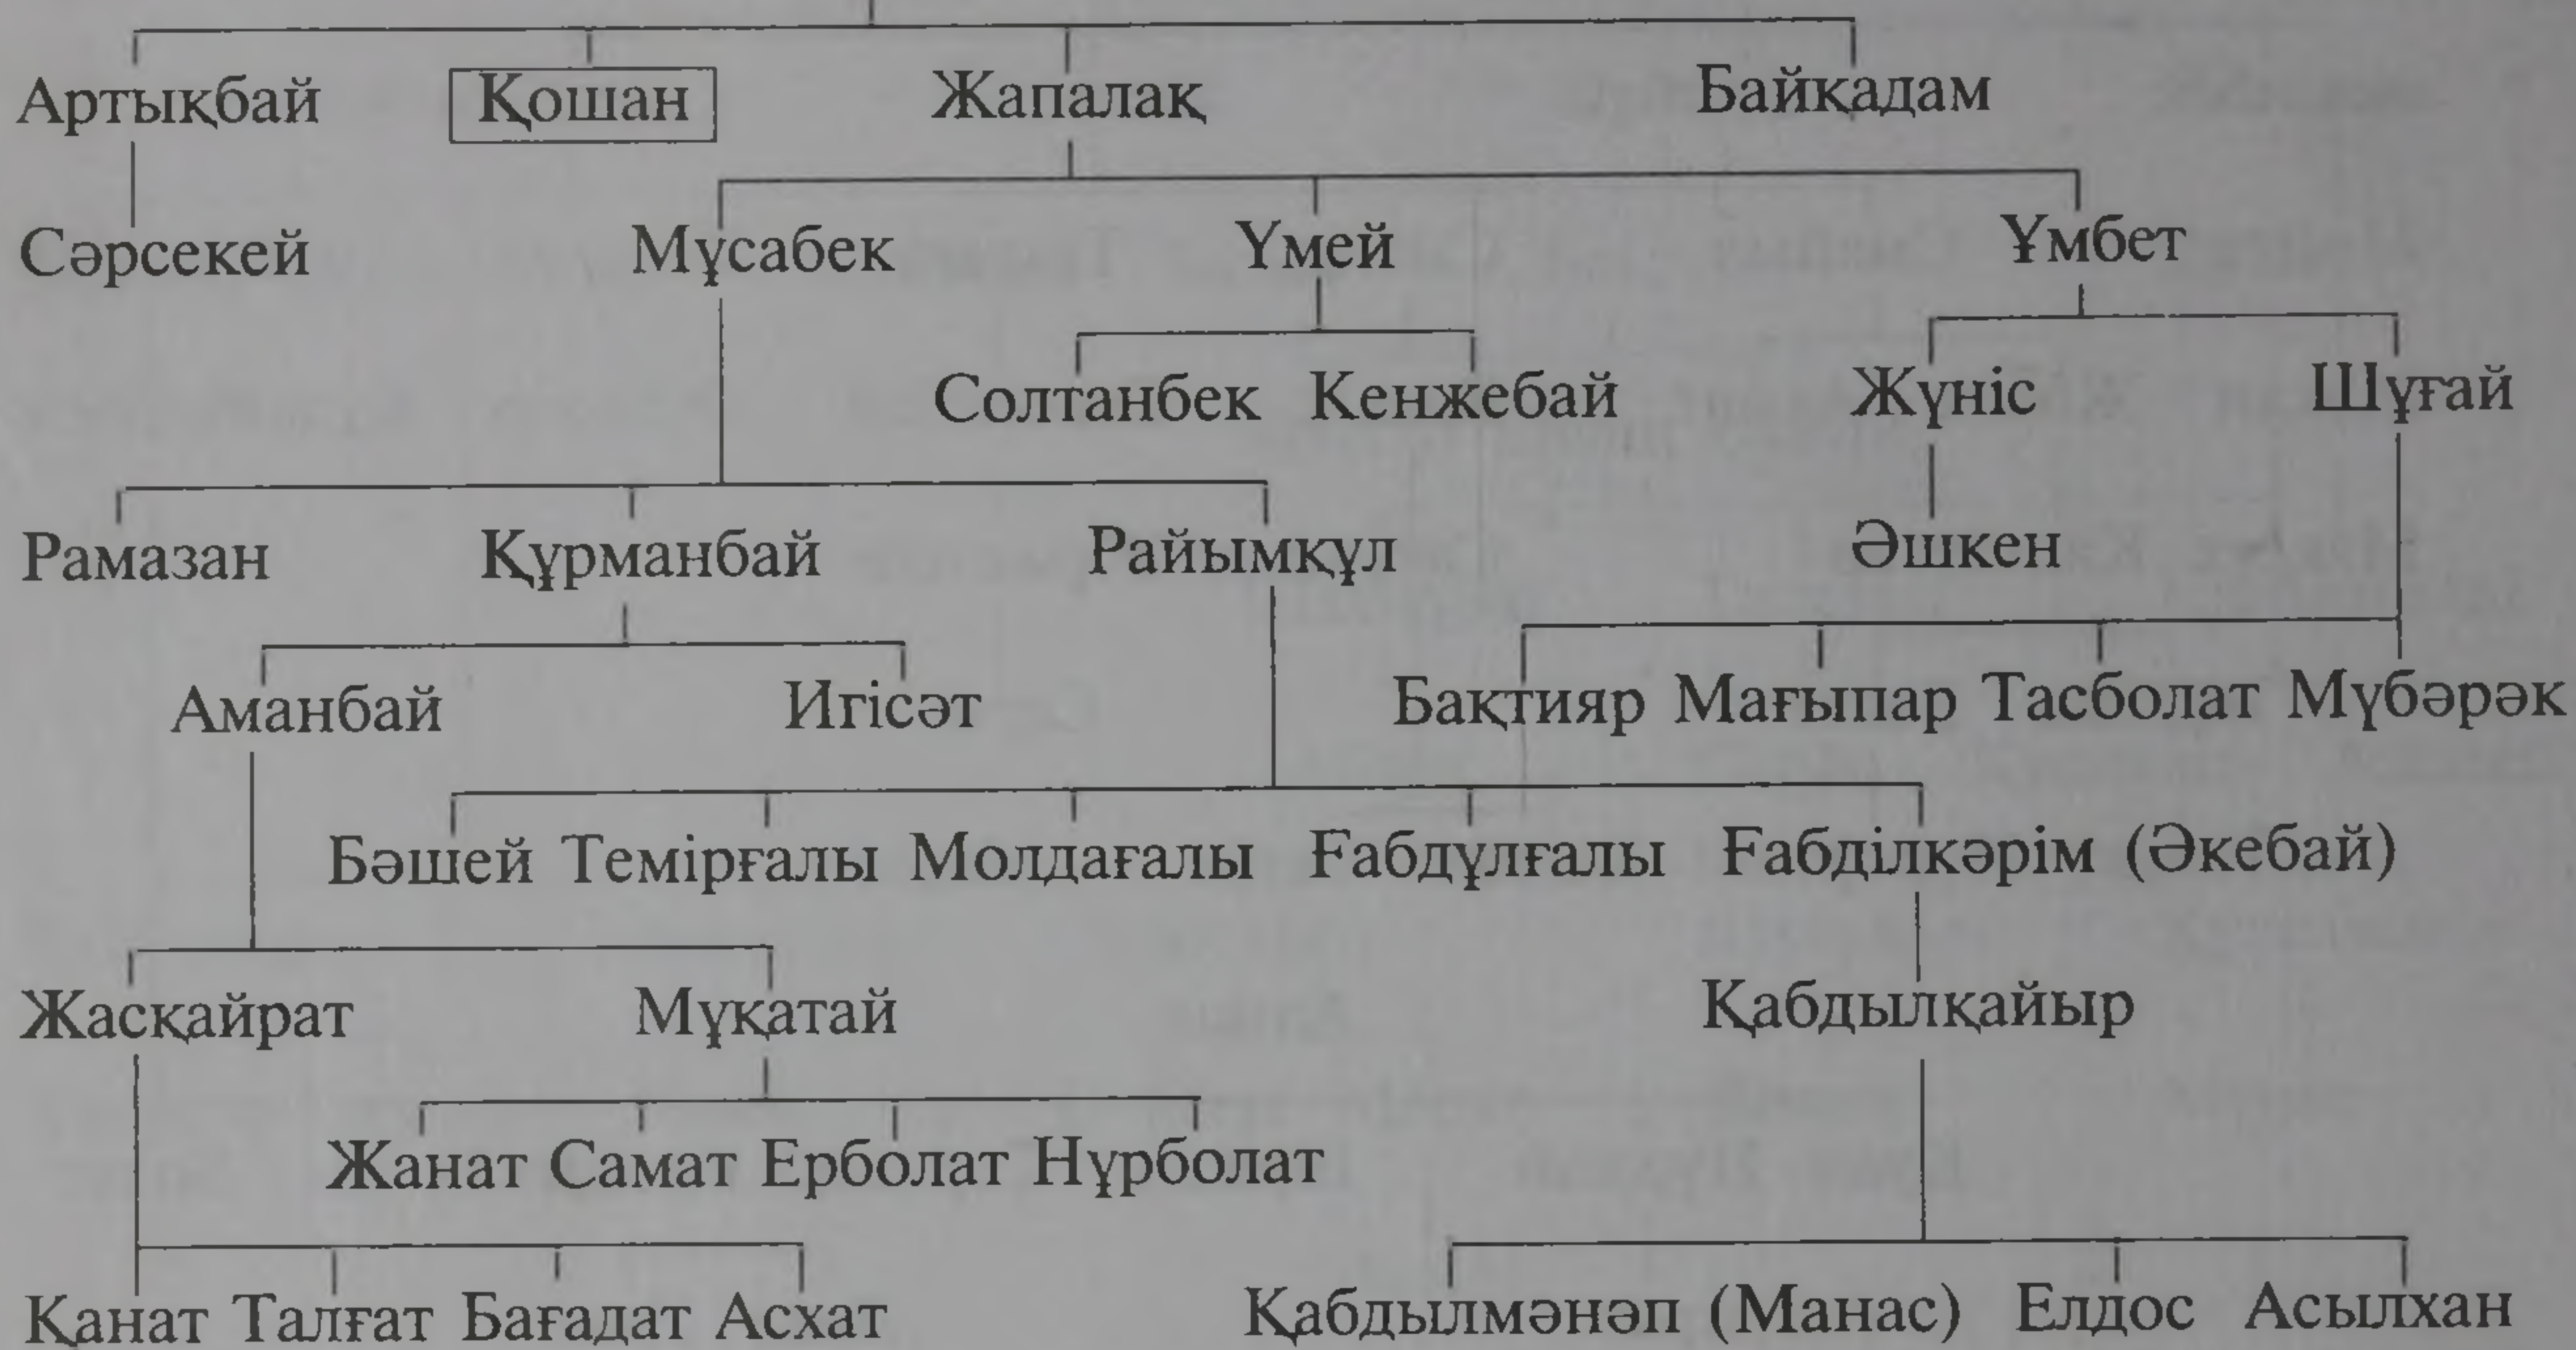 Артықбай Қошан Жапалақ Байқадам
Сәрсекей Мұсабек Үмей Ұмбет
Солтанбек Кенжебай Жүніс Шұғай
Рамазан Құрманбай Райымқұл Әшкен
Аманбай Игісәт Бақтияр Мағыпар Тасболат Мүбәрәк
Бәшей Темірғалы Молдағалы Ғабдұлғалы Ғабділкәрім (Әкебай)
Жасқайрат Мұқатай Қабдылқайыр
Жанат Самат Ерболат Нұрболат
Қанат Талғат Бағадат Асхат Қабдылмәнәп (Манас) Елдос Асылхан